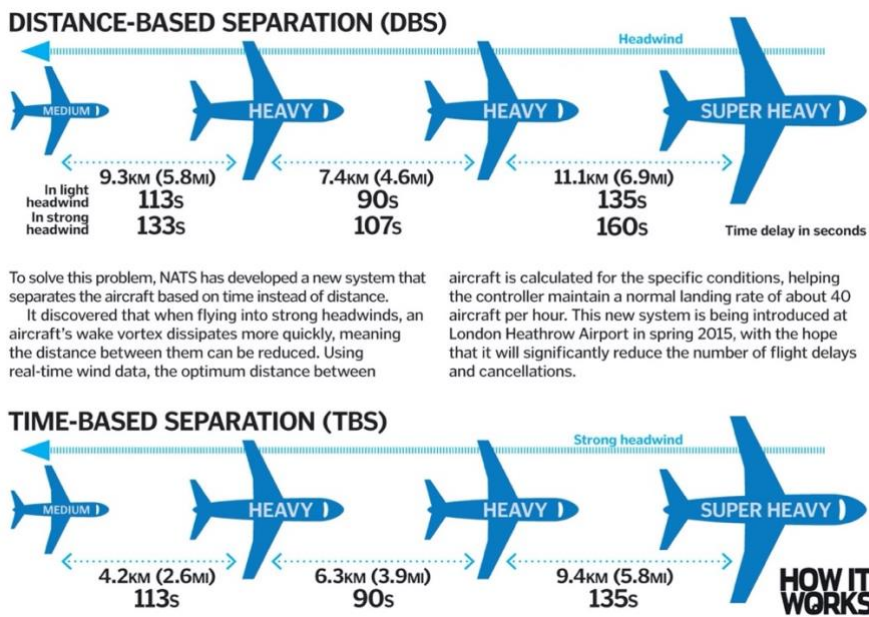 DISTANCE-BASED SEPARATION (DBS)
Headwind
MEDIUM
HEAVY
HEAVY
SUPER HEAVY
9.3KM (5.8MI)
7.4KM (4.6MI)
11.1KM (6.9MI)
In light
headwind
113s
90s
135s
In strong
headwind
133s
107s
160s
Time delay in seconds
To solve this problem, NATS has developed a new system that
separates the aircraft based on time instead of distance.
It discovered that when flying into strong headwinds, an
aircraft's wake vortex dissipates more quickly, meaning
the distance between them can be reduced. Using
real-time wind data, the optimum distance between
aircraft is calculated for the specific conditions, helping
the controller maintain a normal landing rate of about 40
aircraft per hour. This new system is being introduced at
London Heathrow Airport in spring 2015, with the hope
that it will significantly reduce the number of flight delays
and cancellations.
TIME-BASED SEPARATION (TBS)
Strong headwind
MEDIUM
HEAVY
HEAVY
SUPER HEAVY
4.2KM (2.6MI)
6.3KM (3.9MI)
9.4KM (5.8MI)
113s
90s
135s
HOW IT
WORKS